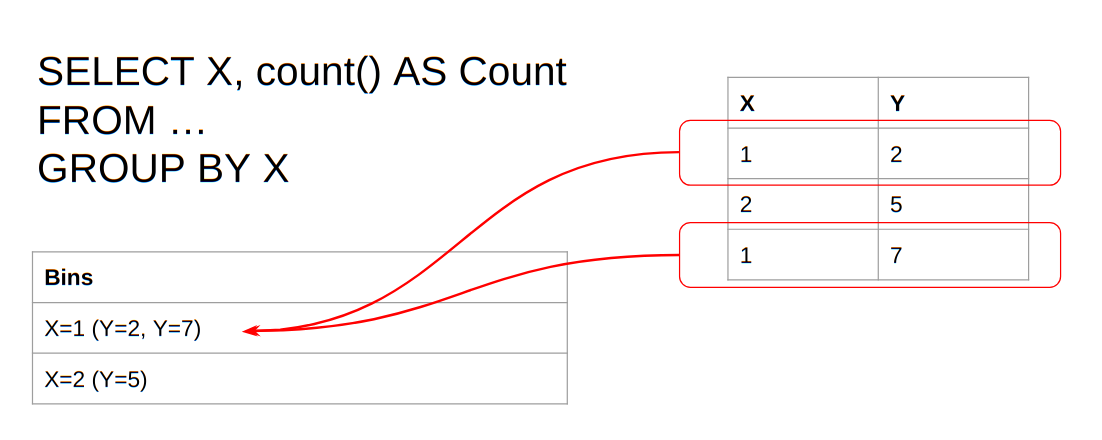 SELECT X, count() AS Count
FROM …
GROUP BY X
X Y
1 2
2 5
1 7
Bins
X=1 (Y=2, Y=7)
X=2 (Y=5)